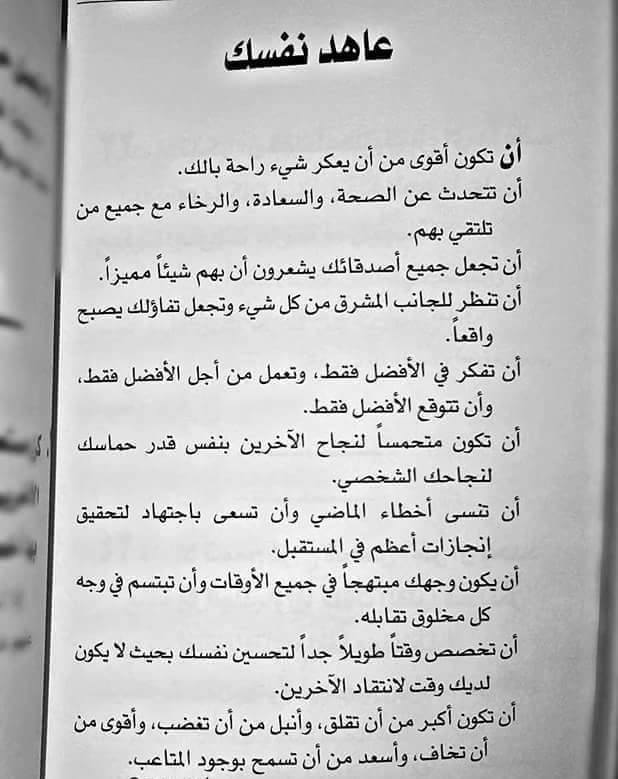 عاهد نفسك
أن تكون أقوى من أن يعكر شيء راحة بالك.
أن تتحدث عن الصحة، والسعادة، والرخاء مع جميع من
تلتقي بهم.
أن تجعل جميع أصدقائك يشعرون أن بهم شيئاً مميزاً.
أن تنظر للجانب المشرق من كل شيء وتجعل تفاؤلك يصبح
واقعاً.
أن تفكر في الأفضل فقط، وتعمل من أجل الأفضل فقط،
وأن تتوقع الأفضل فقط.
أن تكون متحمساً لنجاح الآخرين بنفس قدر حماسك
لنجاحك الشخصي.
أن تنسى أخطاء الماضي وأن تسعى باجتهاد لتحقيق
إنجازات أعظم في المستقبل.
أن يكون وجهك مبتهجاً في جميع الأوقات وأن تبتسم في وجه
كل مخلوق تقابله.
أن تخصص وقتاً طويلاً جداً لتحسين نفسك بحيث لا يكون
لديك وقت لانتقاد الآخرين.
أن تكون أكبر من أن تقلق، وأنبل من أن تغضب، وأقوى من
أن تخاف، وأسعد من أن تسمح بوجود المتاعب.